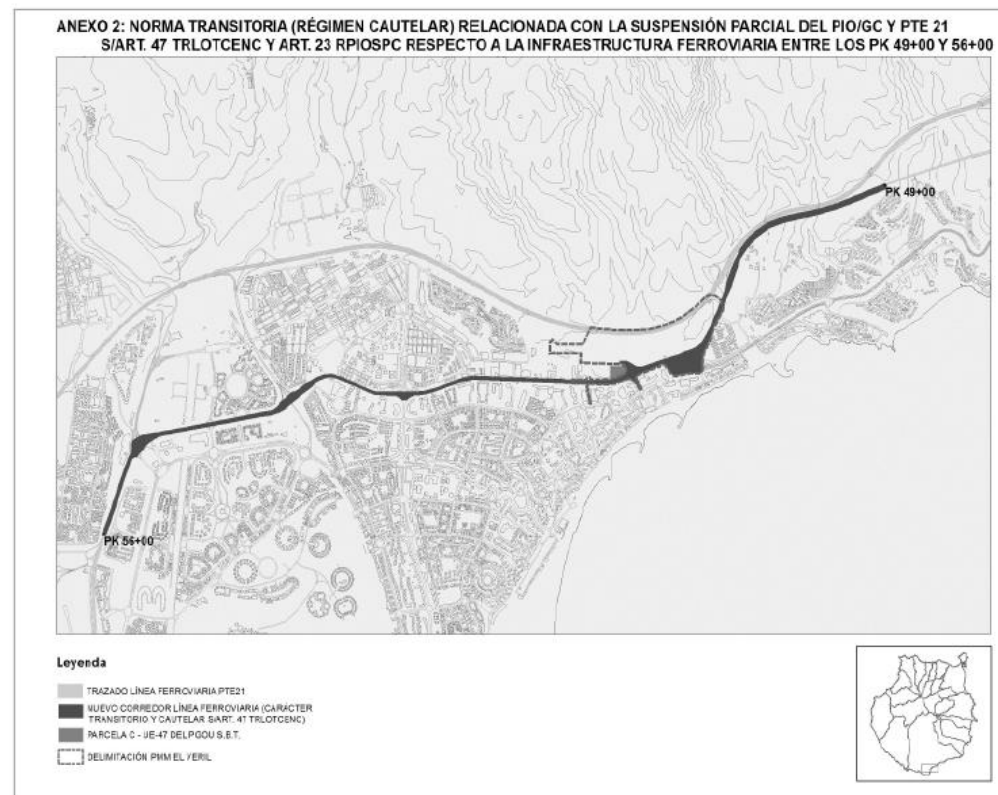 ANEXO 2: NORMA TRANSITORIA (RÉGIMEN CAUTELAR) RELACIONADA CON LA SUSPENSIÓN PARCIAL DEL PIO/GC Y PTE 21
S/ART. 47 TRLOTCENC Y ART. 23 RPIOSPC RESPECTO A LA INFRAESTRUCTURA FERROVIARIA ENTRE LOS PK 49+00 Y 56+00
PK 49+00
PK 56+00
Leyenda
TRAZADO LÍNEA FERROVIARIA PTE21
NUEVO CORREDOR LÍNEA FERROVIARIA (CARÁCTER
TRANSITORIO Y CAUTELAR S/ART. 47 TRLOTCENC)
PARCELA C - UE-47 DEL PGOU S.B.T.
DELIMITACIÓN PMM EL VERIL